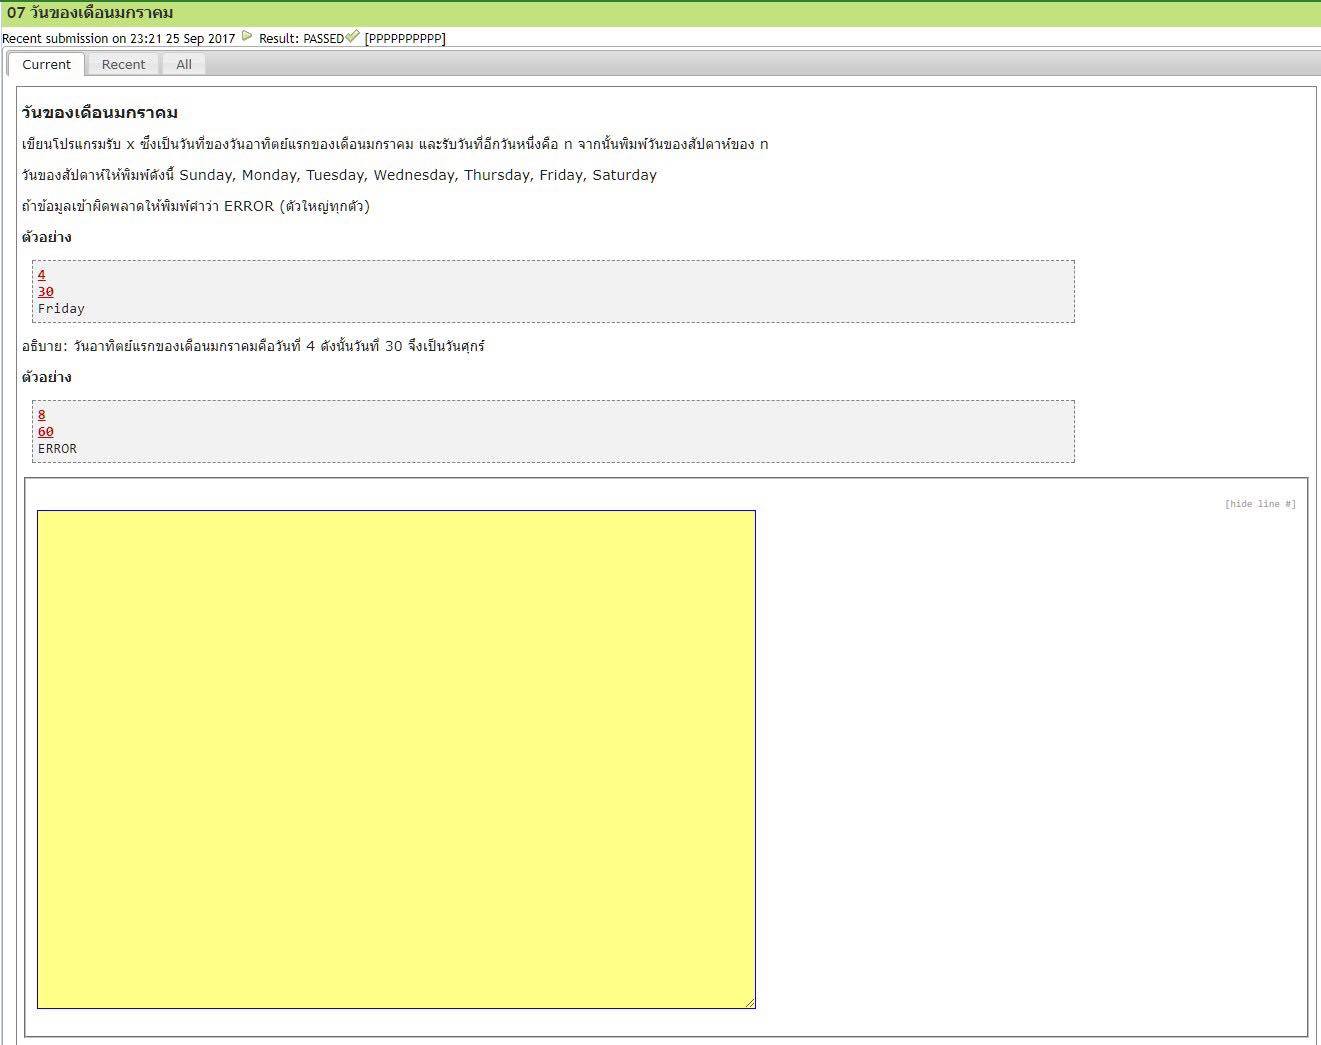 07 วันของเดือนมกราคม
Recent submission on 23:21 25 Sep 2017 Result: PASSED [PPPPPPPPPP]
Current Recent All
วันของเดือนมกราคม
เขียนโปรแกรมรับ x ซึ่งเป็นวันที่ของวันอาทิตย์แรกของเดือนมกราคม และรับวันที่อีกวันหนึ่งคือ n จากนั้นพิมพ์วันของสัปดาห์ของ n
วันของสัปดาห์ให้พิมพ์ดังนี้ Sunday, Monday, Tuesday, Wednesday, Thursday, Friday, Saturday
ถ้าข้อมูลเข้าผิดพลาดให้พิมพ์คำว่า ERROR (ตัวใหญ่ทุกตัว)
ตัวอย่าง
4
30
Friday
อธิบาย: วันอาทิตย์แรกของเดือนมกราคมคือวันที่ 4 ดังนั้นวันที่ 30 จึงเป็นวันศุกร์
ตัวอย่าง
8
60
ERROR
[hide line #]